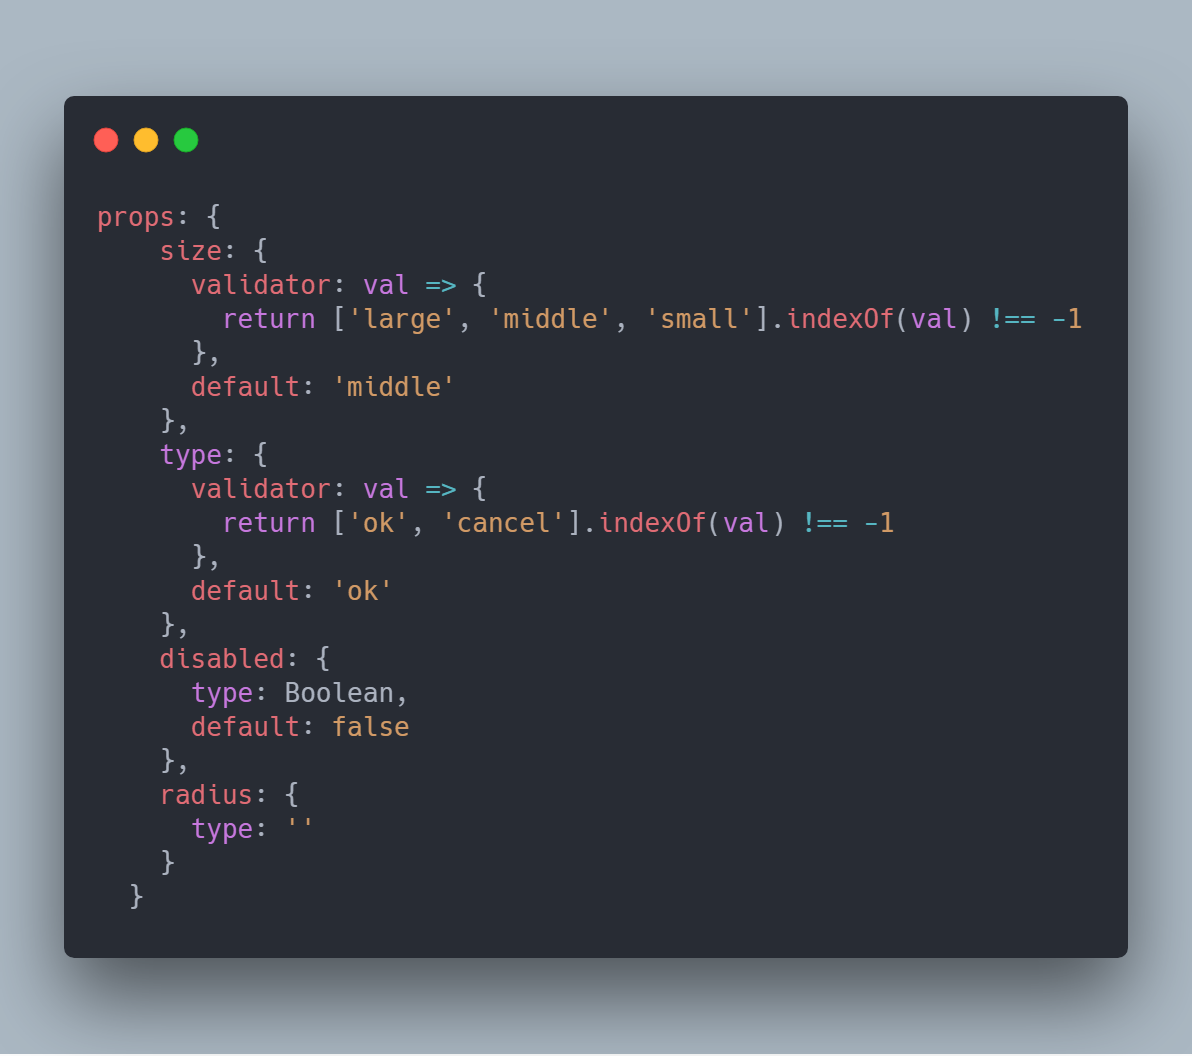 props: {
    size: {
      validator: val => {
        return ['large', 'middle', 'small'].indexOf(val) !== -1
      },
      default: 'middle'
    },
    type: {
      validator: val => {
        return ['ok', 'cancel'].indexOf(val) !== -1
      },
      default: 'ok'
    },
    disabled: {
      type: Boolean,
      default: false
    },
    radius: {
      type: ''
    }
  }